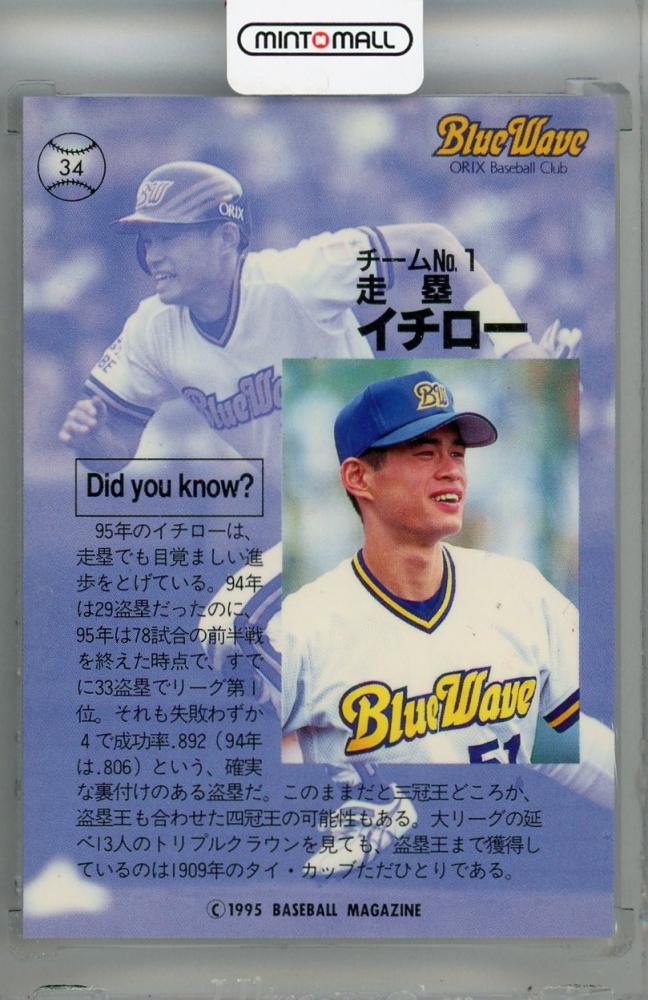 MINT MALL
34
BlueWave
ORIX Baseball Club
BW
ORIX
チームNo.1
走塁
イチロー
BlueWa
BW
BlueWave
51
Did you know?
95年のイチローは、
走塁でも目覚ましい進
歩をとげている。94年
は29盗塁だったのに、
95年は78試合の前半戦
を終えた時点で、すで
に33盗塁でリーグ第1
位。それも失敗わずか
4で成功率.892（94年
は.806）という、確実
な裏付けのある盗塁だ。このままだと三冠王どころか、
盗塁王も合わせた四冠王の可能性もある。大リーグの延
べ13人のトリプルクラウンを見ても、盗塁王まで獲得し
ているのは1909年のタイ・カッブただひとりである。
©1995 BASEBALL MAGAZINE